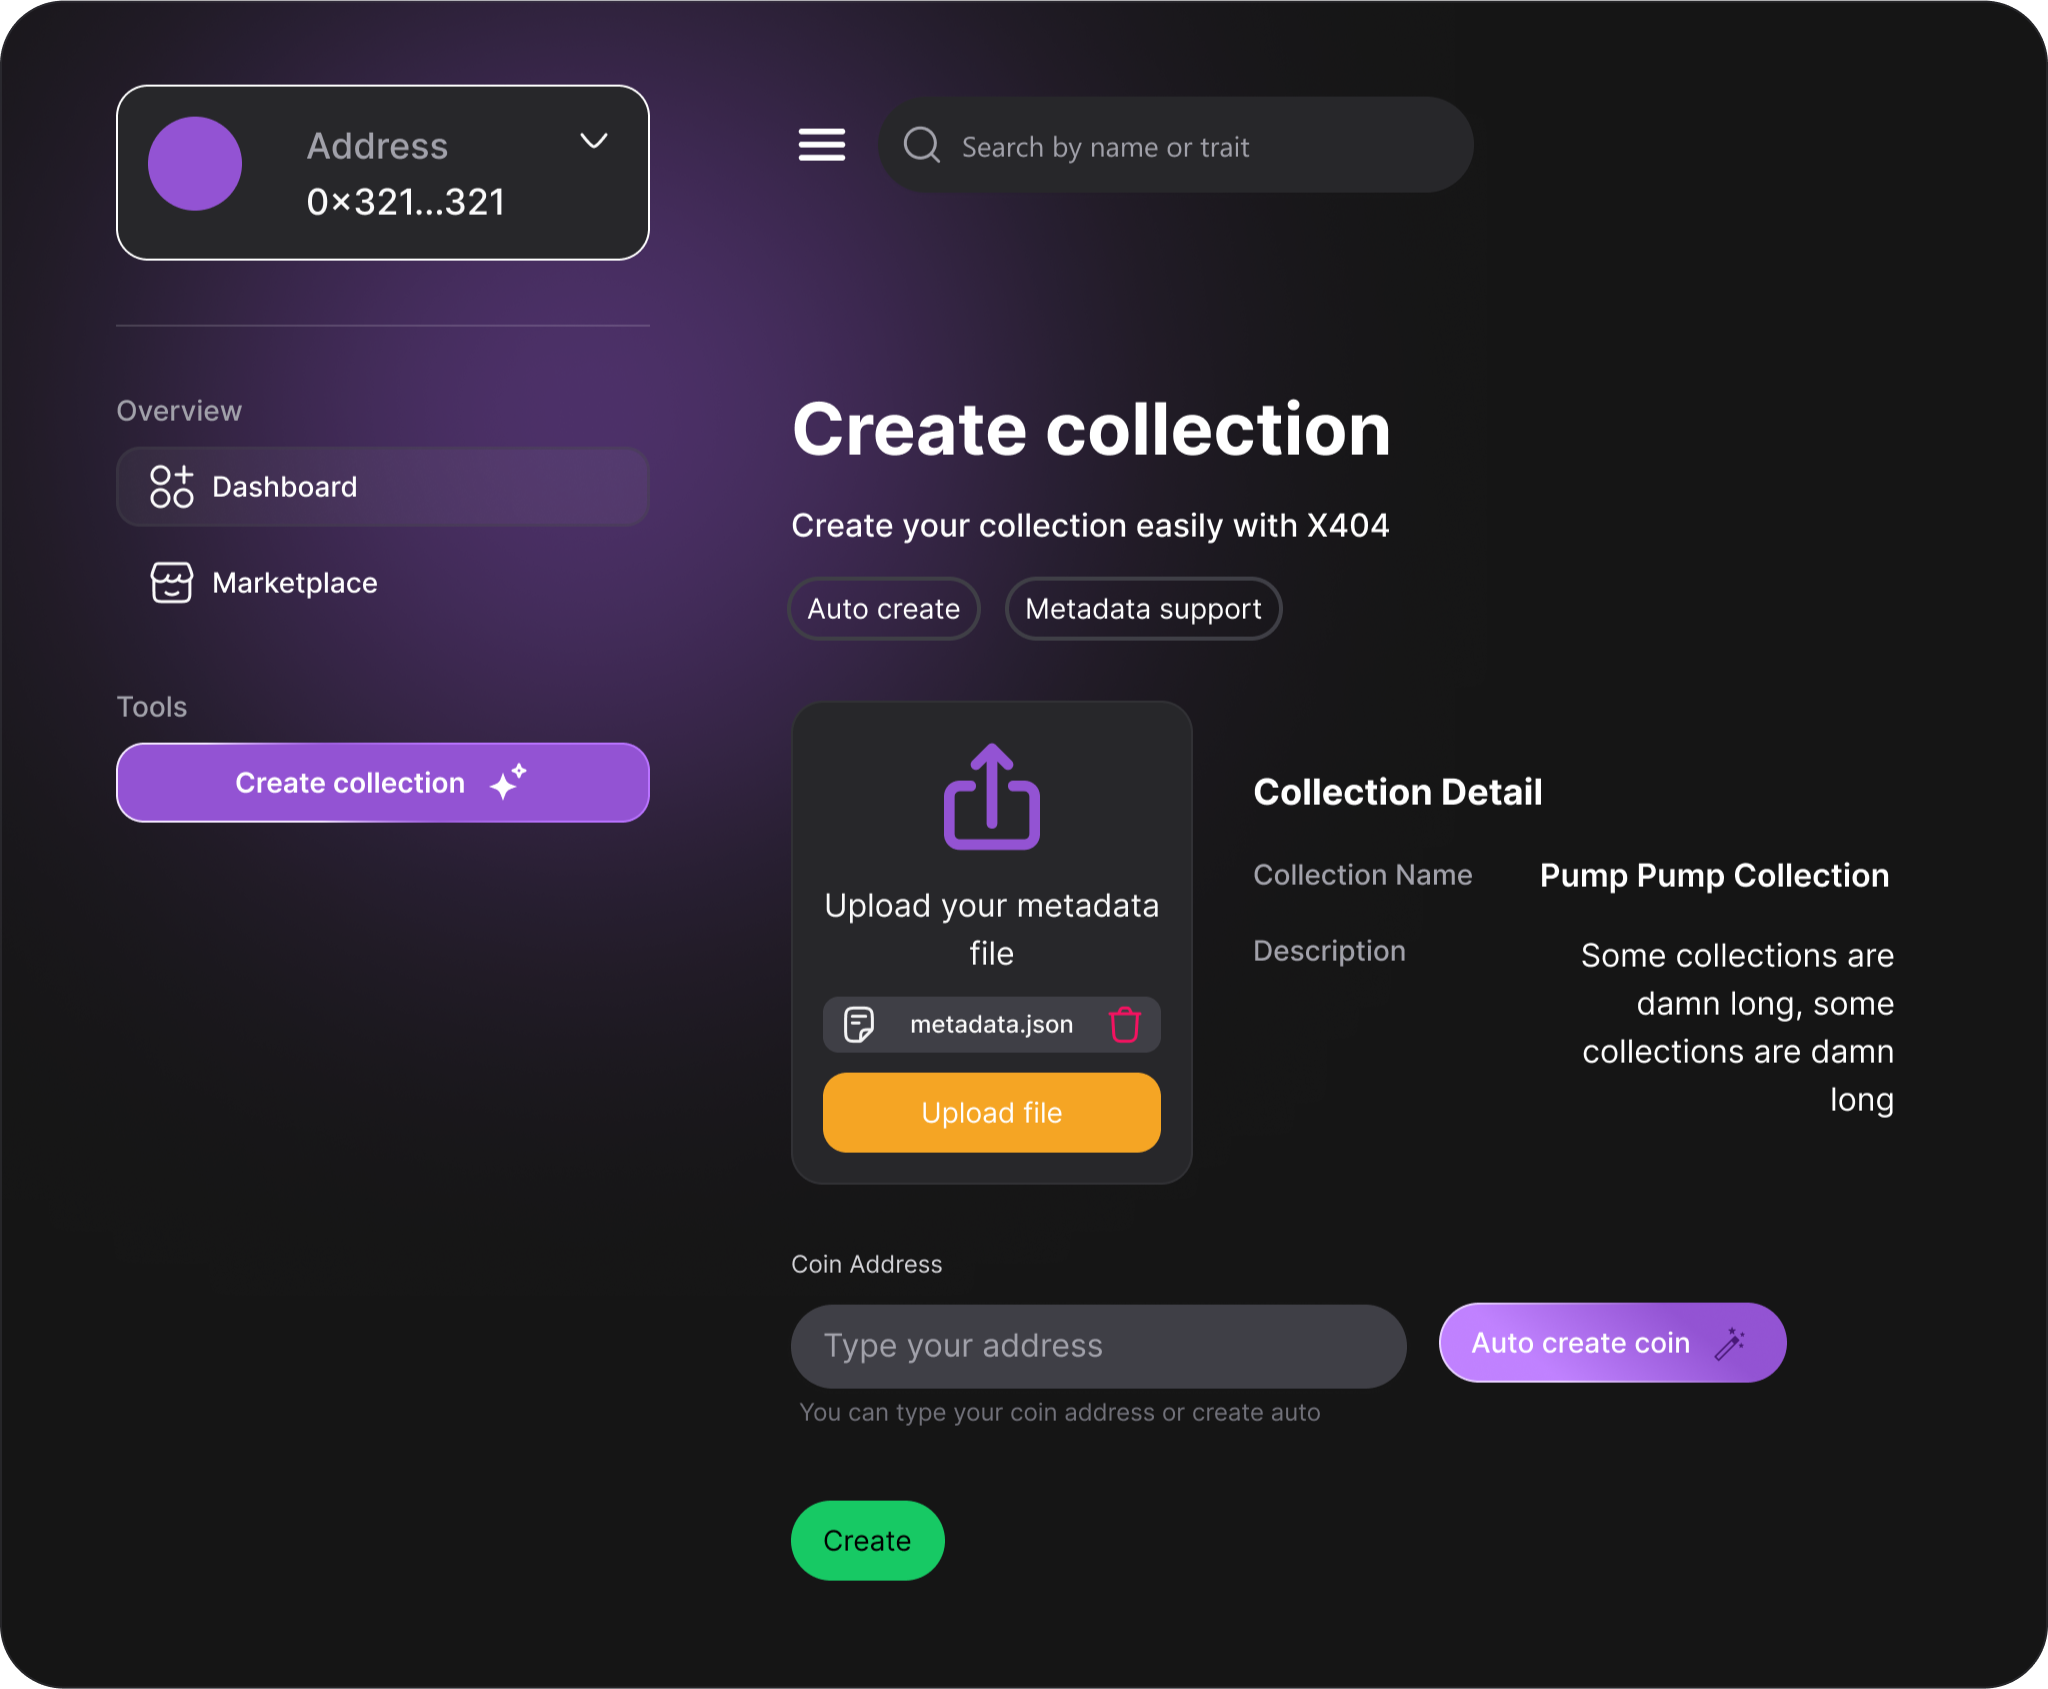 Address
0×321...321
Search by name or trait
Overview
Dashboard
Marketplace
Tools
Create collection
Create collection
Create your collection easily with X404
Auto create
Metadata support
Upload your metadata
file
metadata.json
Upload file
Collection Detail
Collection Name
Pump Pump Collection
Description
Some collections are
damn long, some
collections are damn
long
Coin Address
Type your address
Auto create coin
You can type your coin address or create auto
Create